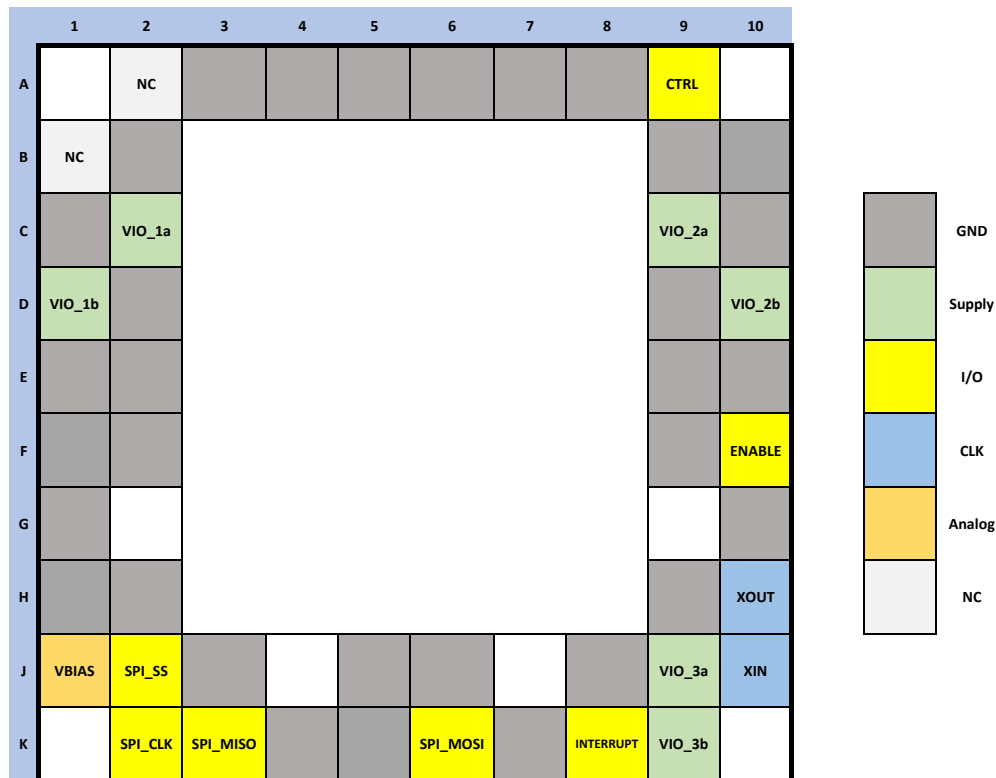 1 2 3 4 5 6 7 8 9 10
A NC CTRL
B NC
C VIO_1a VIO_2a GND
D VIO_1b VIO_2b Supply
E I/O
F ENABLE CLK
G Analog
H XOUT NC
J VBIAS SPI_SS VIO_3a XIN
K SPI_CLK SPI_MISO SPI_MOSI INTERRUPT VIO_3b